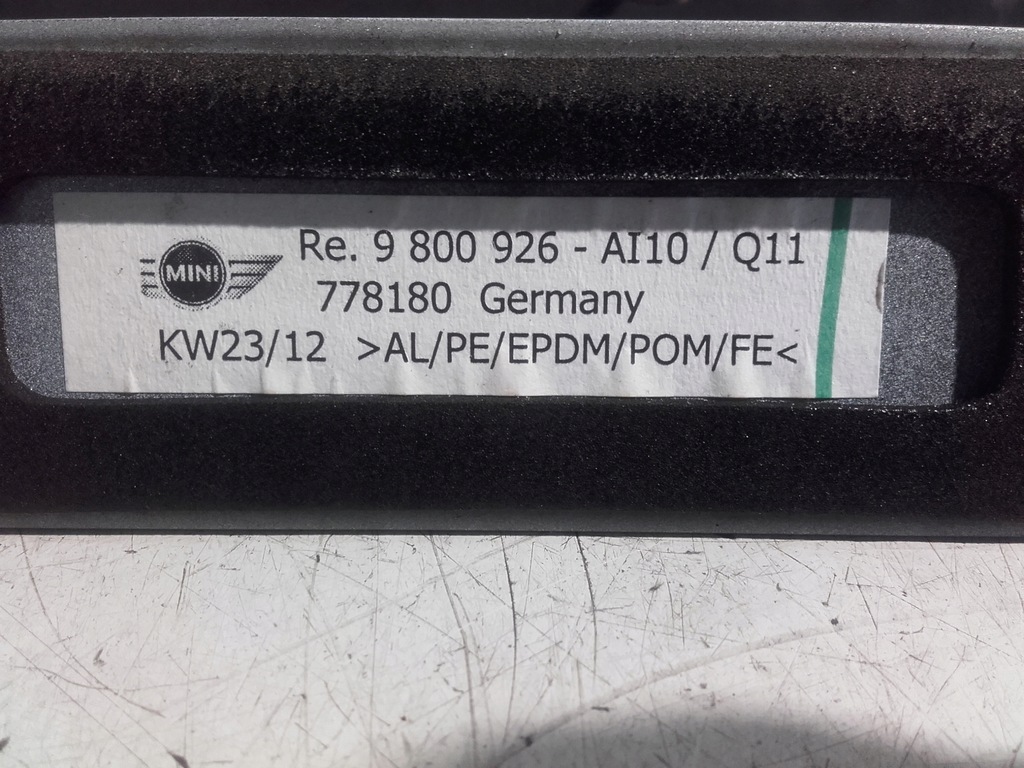 MINI
Re. 9 800 926 - AI10 / Q11
778180 Germany
KW23/12 >AL/PE/EPDM/POM/FE<